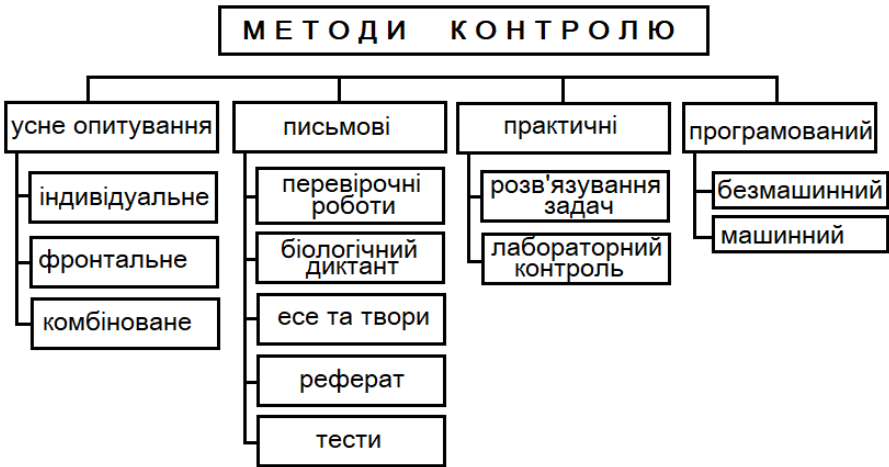 МЕТОДИ КОНТРОЛЮ
усне опитування
індивідуальне
фронтальне
комбіноване
письмові
перевірочні
роботи
біологічний
диктант
есе та твори
реферат
тести
практичні
розв'язування
задач
лабораторний
контроль
програмований
безмашинний
машинний